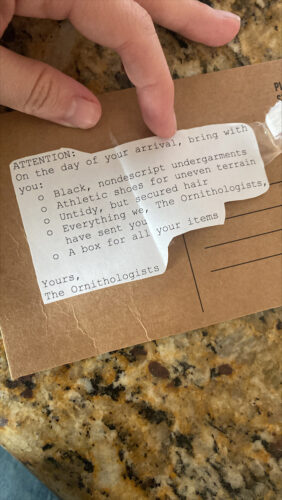 ATTENTION:
On the day of your arrival, bring with
you:
o Black, nondescript undergarments
o Athletic shoes for uneven terrain
o Untidy, but secured hair
o Everything we, The Ornithologists,
have sent you
o A box for all your items
Yours,
The Ornithologists